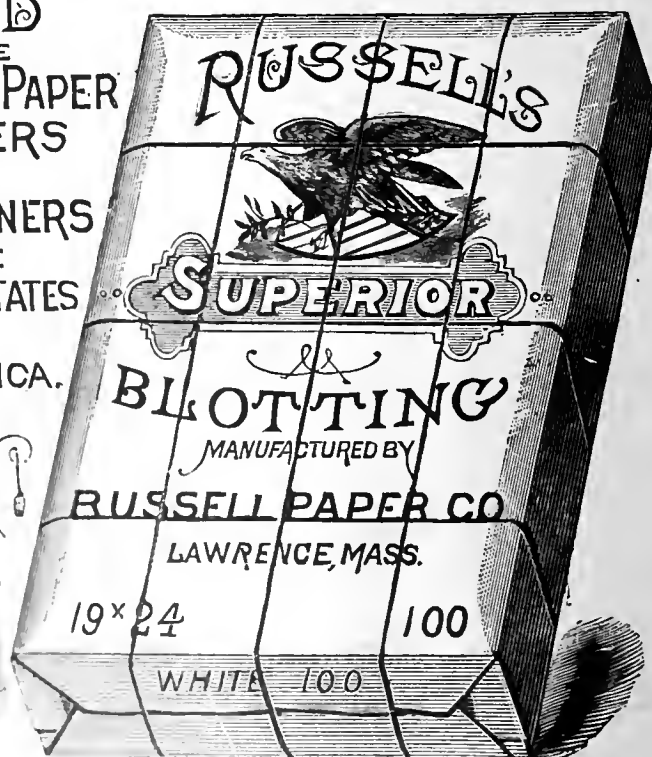 D
E
PAPER
ERS
NERS
E
TATES
ICA.
RUSSELL'S
SUPERIOR
BLOTTING
MANUFACTURED BY
RUSSELL PAPER CO
LAWRENCE, MASS.
19 x 24 100
WHITE 100